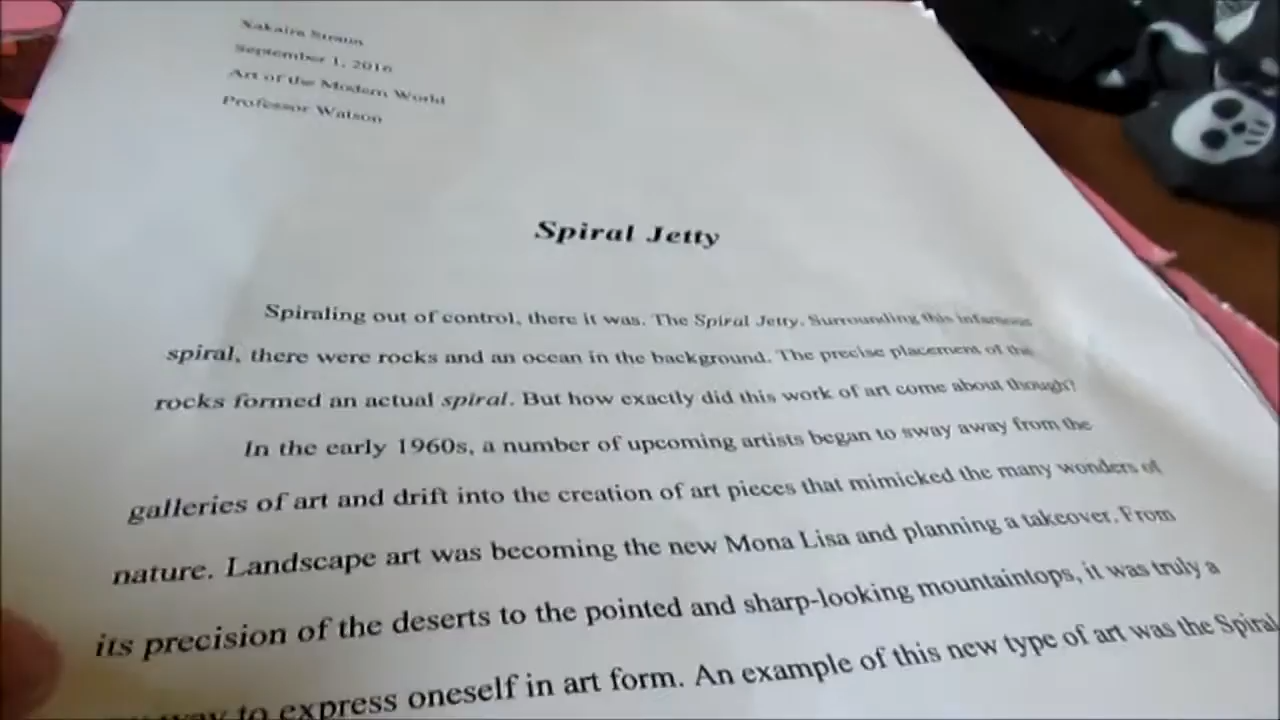 September 1, 2016
Art of the Modern World
Professor Watson
Spiral Jetty
Spiraling out of control, there it was. The Spiral Jetty. Surrounding this infamous
spiral, there were rocks and an ocean in the background. The precise placement of the
rocks formed an actual spiral. But how exactly did this work of art come about though?
In the early 1960s, a number of upcoming artists began to sway away from the
galleries of art and drift into the creation of art pieces that mimicked the many wonders of
nature. Landscape art was becoming the new Mona Lisa and planning a takeover. From
its precision of the deserts to the pointed and sharp-looking mountaintops, it was truly a
way to express oneself in art form. An example of this new type of art was the Spiral